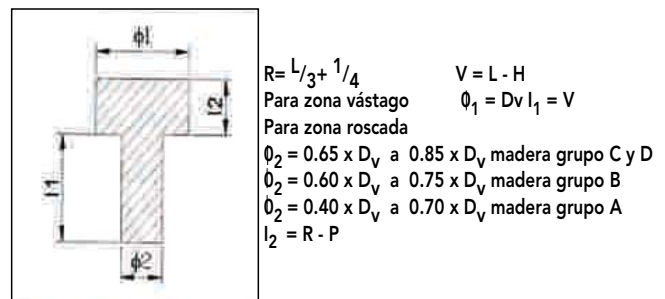 ϕ1
l2
l1
ϕ2
R= L/3+ 1/4 V = L - H
Para zona vástago ϕ1 = Dv l1 = V
Para zona roscada
ϕ2 = 0.65 x Dv a 0.85 x Dv madera grupo C y D
ϕ2 = 0.60 x Dv a 0.75 x Dv madera grupo B
ϕ2 = 0.40 x Dv a 0.70 x Dv madera grupo A
l2 = R - P